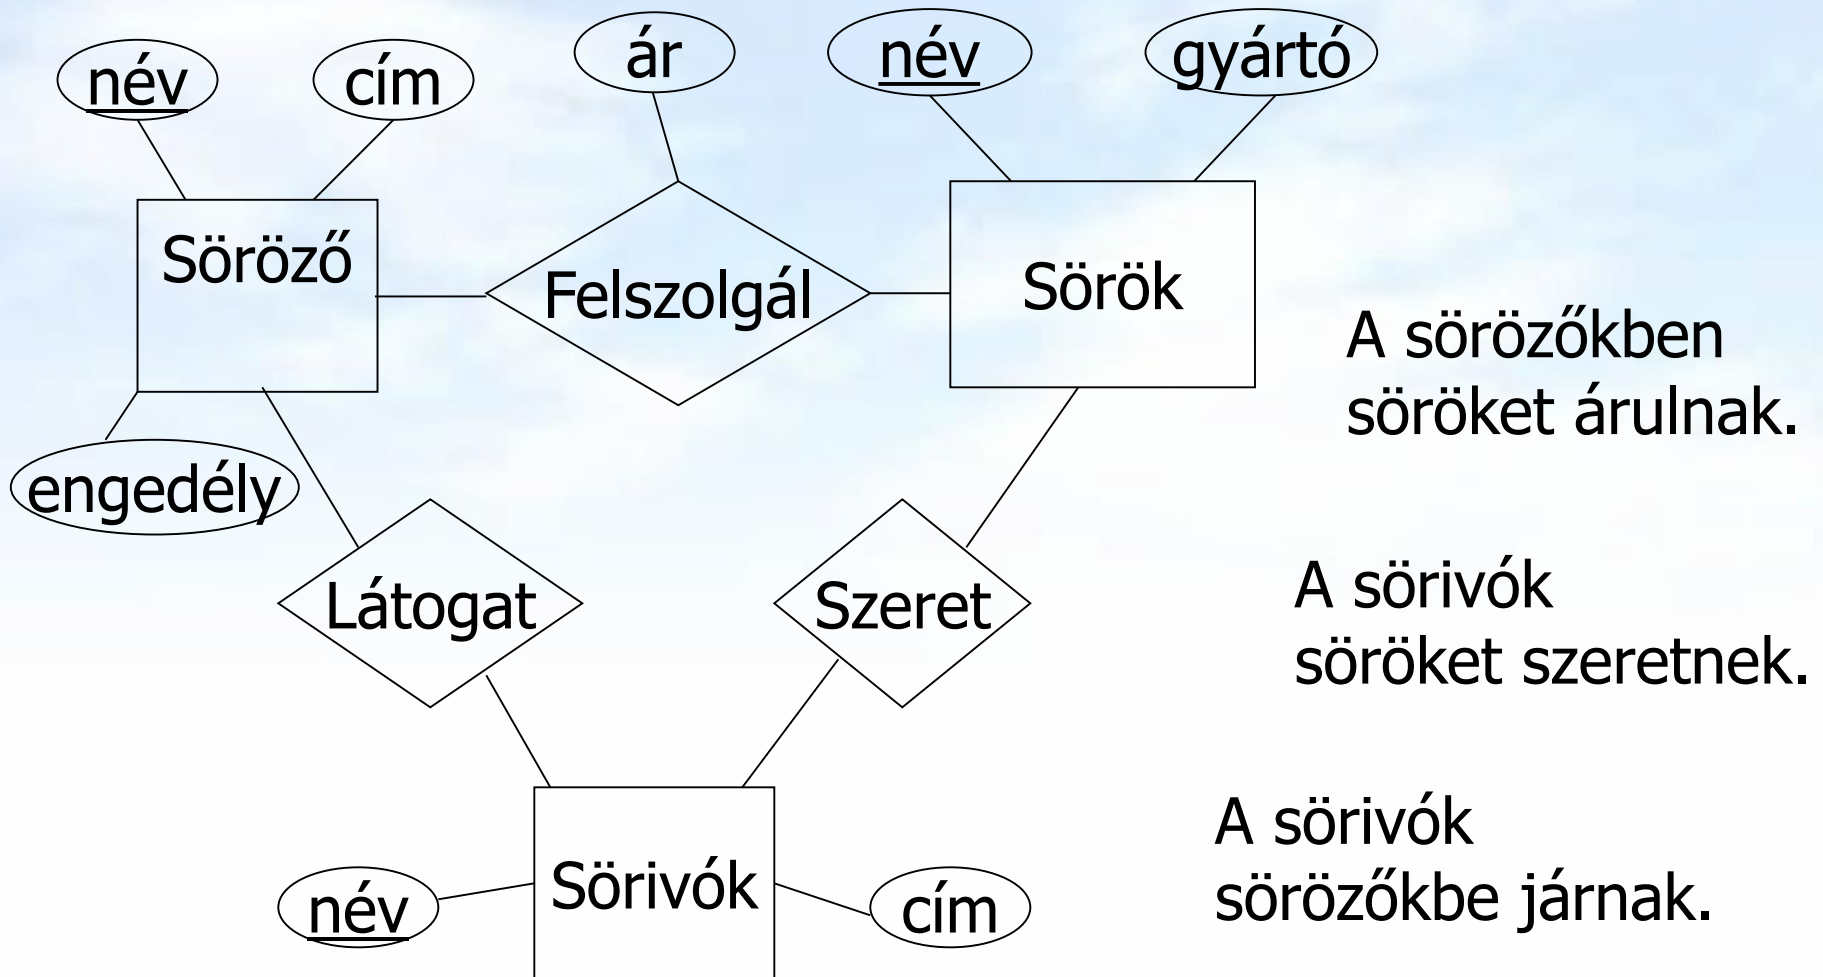 név
cím
ár
név
gyártó
Söröző
Felszolgál
Sörök
A sörözőkben
söröket árulnak.
engedély
Látogat
Szeret
A sörivók
söröket szeretnek.
A sörivók
sörözőkbe járnak.
Sörivók
név
cím